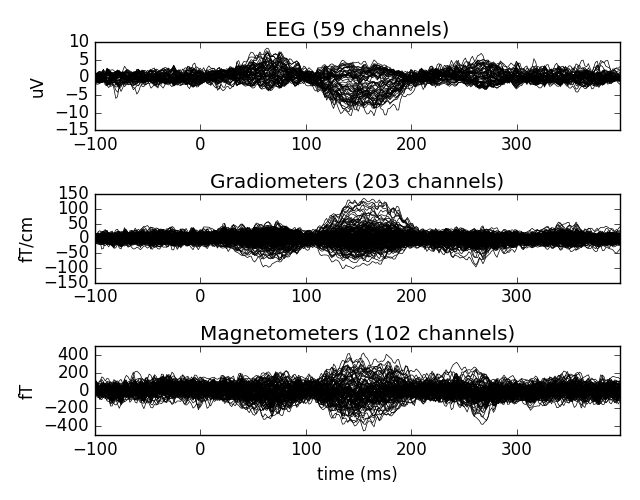 EEG (59 channels)
10
5
0
−5
−10
−15
uV
−100 0 100 200 300
Gradiometers (203 channels)
150
100
50
0
−50
−100
−150
fT/cm
−100 0 100 200 300
Magnetometers (102 channels)
400
200
0
−200
−400
fT
−100 0 100 200 300
time (ms)